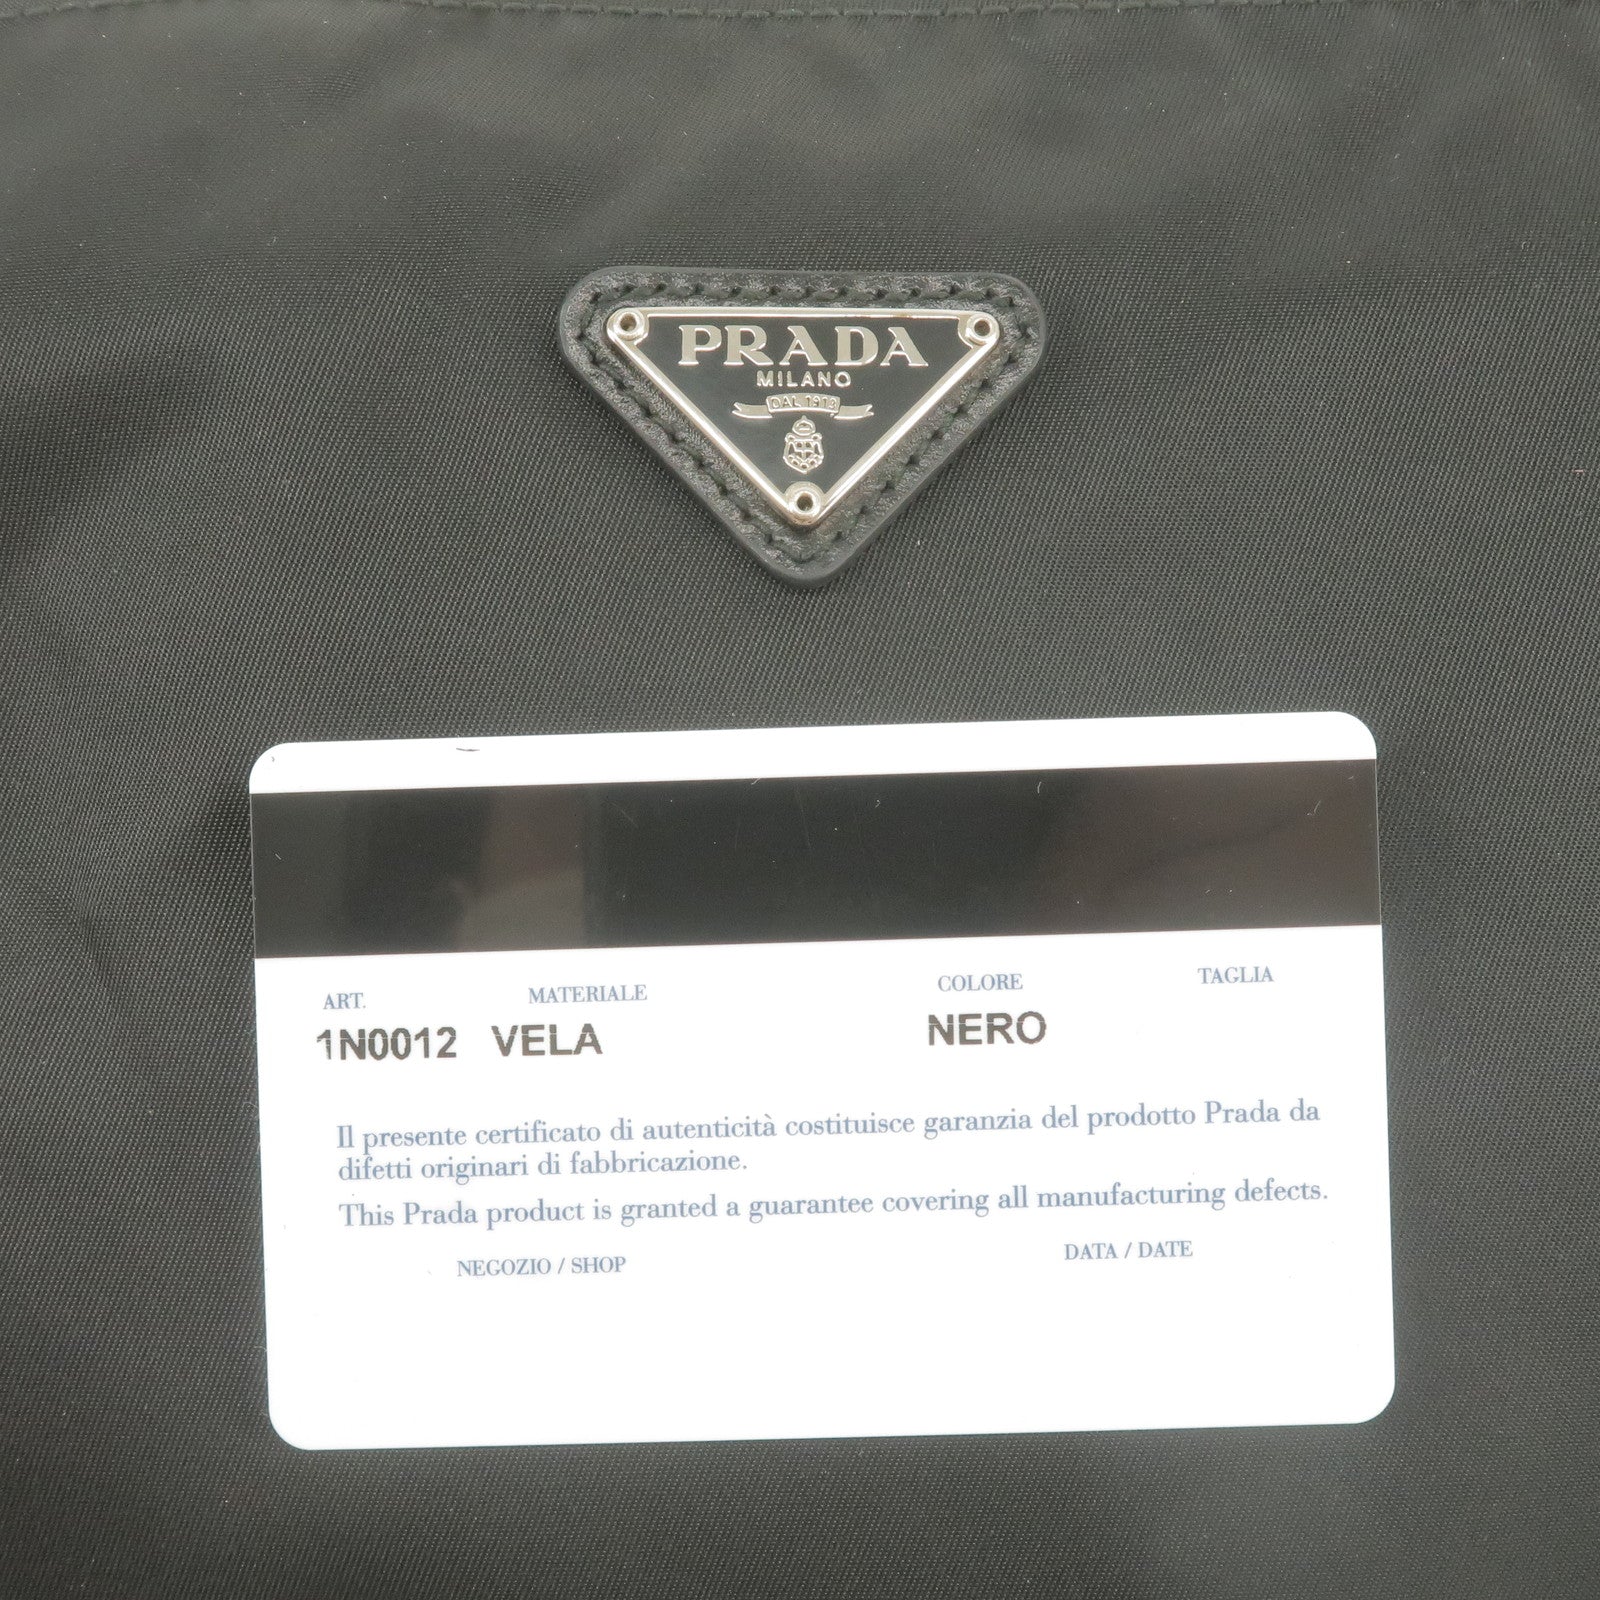 PRADA
MILANO
DAL 1913
ART. MATERIALE COLORE TAGLIA
1N0012 VELA NERO
Il presente certificato di autenticità costituisce garanzia del prodotto Prada da
difetti originari di fabbricazione.
This Prada product is granted a guarantee covering all manufacturing defects.
NEGOZIO / SHOP DATA / DATE